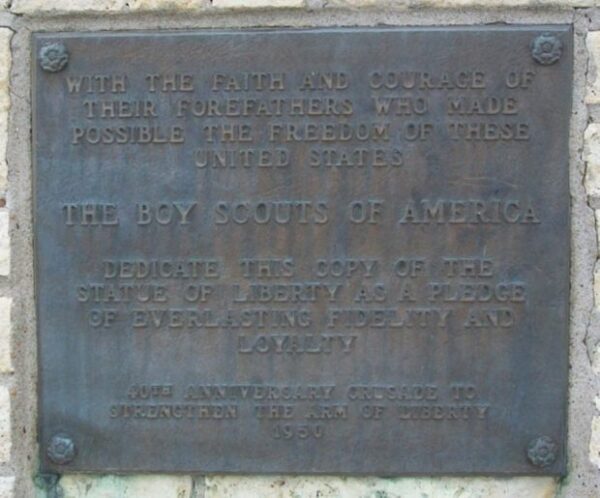 WITH THE FAITH AND COURAGE OF
THEIR FOREFATHERS WHO MADE
POSSIBLE THE FREEDOM OF THESE
UNITED STATES
THE BOY SCOUTS OF AMERICA
DEDICATE THIS COPY OF THE
STATUE OF LIBERTY AS A PLEDGE
OF EVERLASTING FIDELITY AND
LOYALTY
40TH ANNIVERSARY CRUSADE TO
STRENGTHEN THE ARM OF LIBERTY
1950